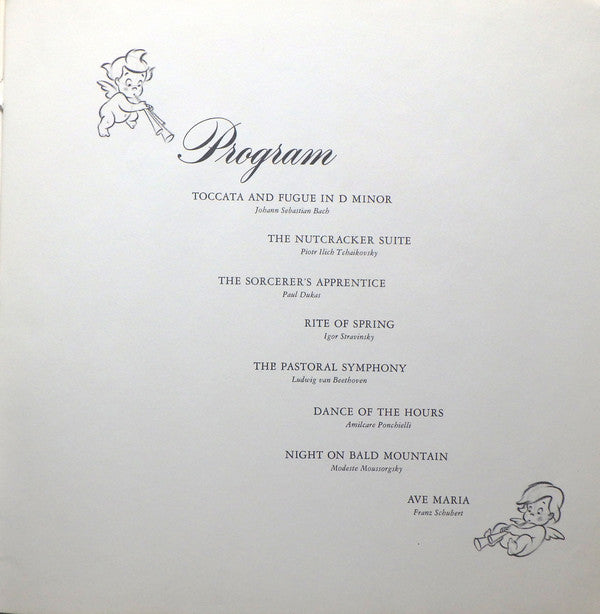 Program
TOCCATA AND FUGUE IN D MINOR
Johann Sebastian Bach
THE NUTCRACKER SUITE
Piotr Ilich Tchaikovsky
THE SORCERER'S APPRENTICE
Paul Dukas
RITE OF SPRING
Igor Stravinsky
THE PASTORAL SYMPHONY
Ludwig van Beethoven
DANCE OF THE HOURS
Amilcare Ponchielli
NIGHT ON BALD MOUNTAIN
Modeste Moussorgsky
AVE MARIA
Franz Schubert